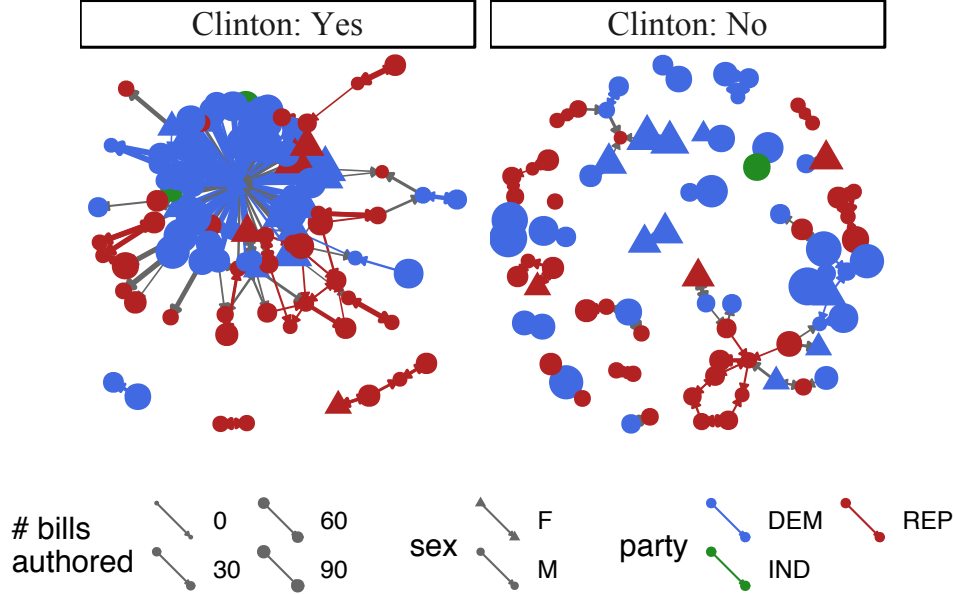 Clinton: Yes
Clinton: No
# bills authored
0
30
60
90
sex
F
M
party
DEM
IND
REP